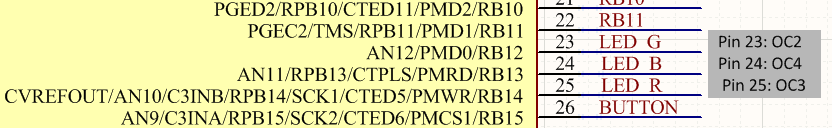 21 RB10
PGED2/RPB10/CTED11/PMD2/RB10
22 RB11
PGEC2/TMS/RPB11/PMD1/RB11
23 LED_G Pin 23: OC2
AN12/PMD0/RB12
24 LED_B Pin 24: OC4
AN11/RPB13/CTPLS/PMRD/RB13
25 LED_R Pin 25: OC3
CVREFOUT/AN10/C3INB/RPB14/SCK1/CTED5/PMWR/RB14
26 BUTTON
AN9/C3INA/RPB15/SCK2/CTED6/PMCS1/RB15